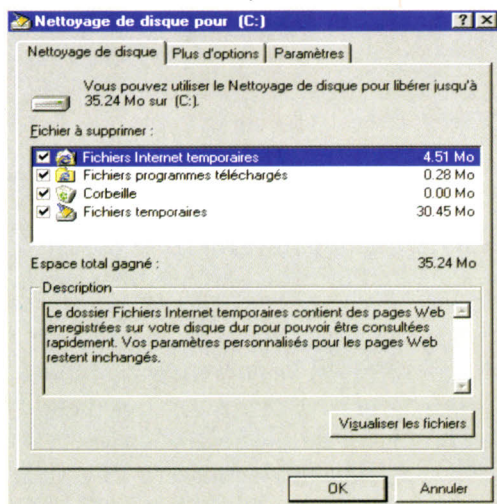 Nettoyage de disque pour (C:)
Nettoyage de disque Plus d'options Paramètres
Vous pouvez utiliser le Nettoyage de disque pour libérer jusqu'à
35.24 Mo sur (C:).
Fichier à supprimer :
Fichiers Internet temporaires 4.51 Mo
Fichiers programmes téléchargés 0.28 Mo
Corbeille 0.00 Mo
Fichiers temporaires 30.45 Mo
Espace total gagné : 35.24 Mo
Description
Le dossier Fichiers Internet temporaires contient des pages Web
enregistrées sur votre disque dur pour pouvoir être consultées
rapidement. Vos paramètres personnalisés pour les pages Web
restent inchangés.
Visualiser les fichiers
OK Annuler